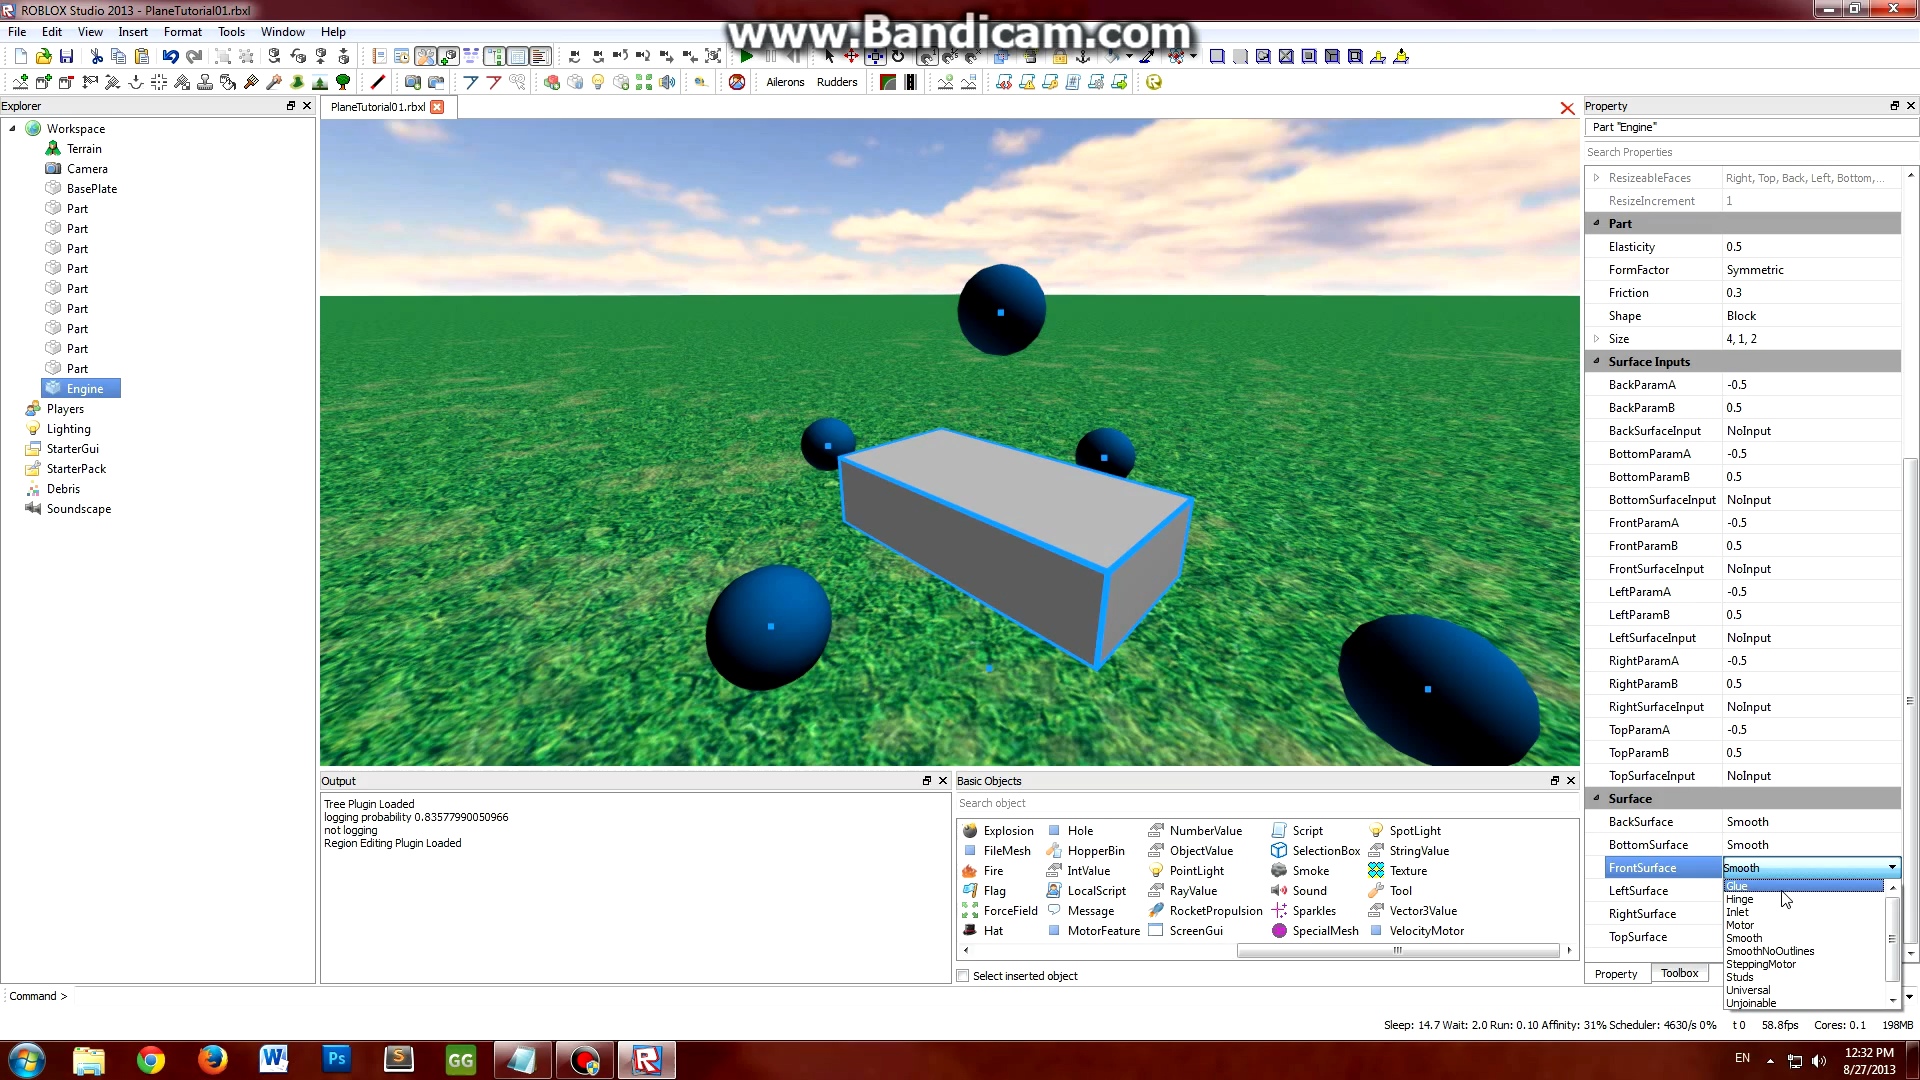 ROBLOX Studio 2013 - PlaneTutorial01.rbxl
www.Bandicam.com
File Edit View Insert Format Tools Window Help
Ailerons Rudders
Explorer
PlaneTutorial01.rbxl
Workspace
Terrain
Camera
BasePlate
Part
Part
Part
Part
Part
Part
Part
Part
Part
Engine
Players
Lighting
StarterGui
StarterPack
Debris
Soundscape
Output
Tree Plugin Loaded
logging probability 0.83577990050966
not logging
Region Editing Plugin Loaded
Basic Objects
Search object
Explosion Hole NumberValue Script SpotLight
FileMesh HopperBin ObjectValue SelectionBox StringValue
Fire IntValue PointLight Smoke Texture
Flag LocalScript RayValue Sound Tool
ForceField Message RocketPropulsion Sparkles Vector3Value
Hat MotorFeature ScreenGui SpecialMesh VelocityMotor
Select inserted object
Property
Part "Engine"
Search Properties
ResizeableFaces Right, Top, Back, Left, Bottom,...
ResizeIncrement 1
Part
Elasticity 0.5
FormFactor Symmetric
Friction 0.3
Shape Block
Size 4, 1, 2
Surface Inputs
BackParamA -0.5
BackParamB 0.5
BackSurfaceInput NoInput
BottomParamA -0.5
BottomParamB 0.5
BottomSurfaceInput NoInput
FrontParamA -0.5
FrontParamB 0.5
FrontSurfaceInput NoInput
LeftParamA -0.5
LeftParamB 0.5
LeftSurfaceInput NoInput
RightParamA -0.5
RightParamB 0.5
RightSurfaceInput NoInput
TopParamA -0.5
TopParamB 0.5
TopSurfaceInput NoInput
Surface
BackSurface Smooth
BottomSurface Smooth
FrontSurface Smooth
LeftSurface
RightSurface
TopSurface
Glue
Hinge
Inlet
Motor
Smooth
SmoothNoOutlines
SteppingMotor
Studs
Universal
Unjoinable
Property Toolbox
Command >
Sleep: 14.7 Wait: 2.0 Run: 0.10 Affinity: 31% Scheduler: 4630/s 0% t 0 58.8fps Cores: 0.1 198MB
W Ps S GG
EN
12:32 PM
8/27/2013